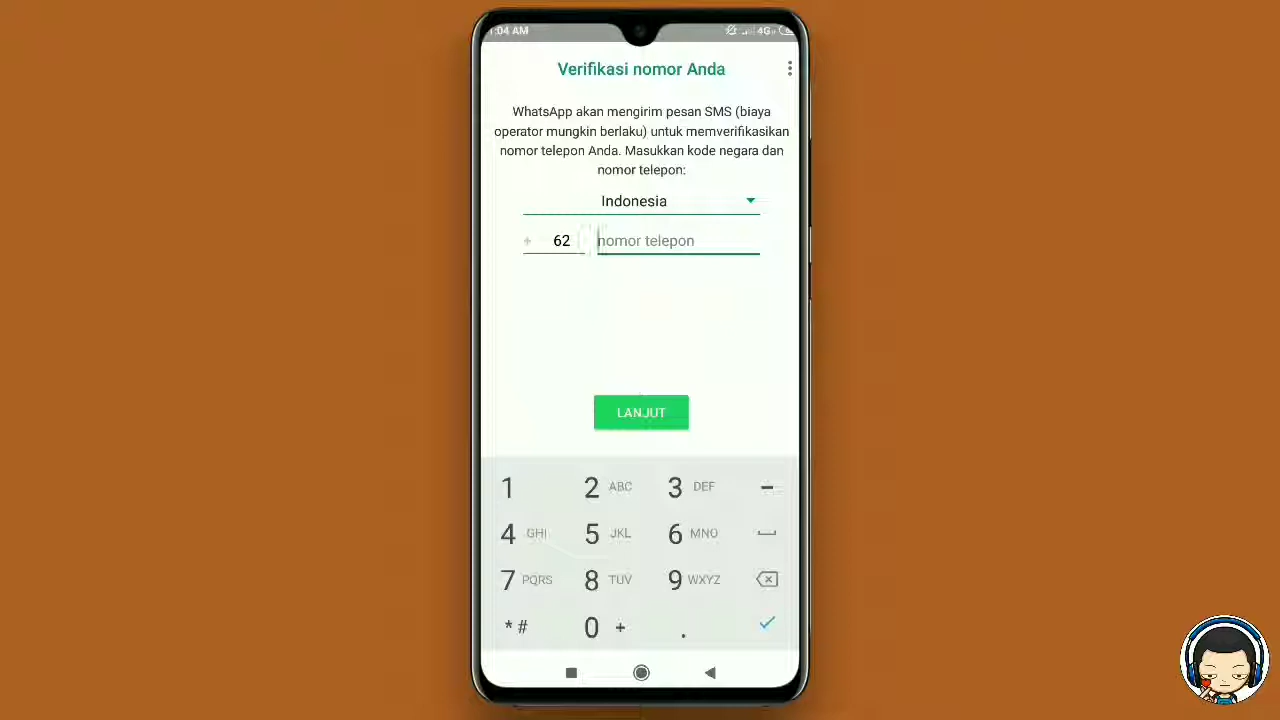 1:04 AM 4G
Verifikasi nomor Anda
WhatsApp akan mengirim pesan SMS (biaya
operator mungkin berlaku) untuk memverifikasikan
nomor telepon Anda. Masukkan kode negara dan
nomor telepon:
Indonesia
+ 62 nomor telepon
LANJUT
1 2 ABC 3 DEF -
4 GHI 5 JKL 6 MNO
7 PQRS 8 TUV 9 WXYZ
* # 0 + .